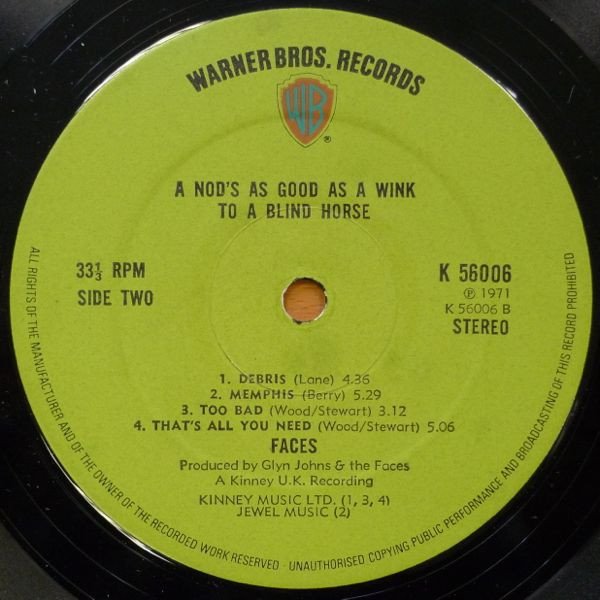 WARNER BROS. RECORDS
WB
®
A NOD'S AS GOOD AS A WINK
TO A BLIND HORSE
33⅓ RPM
SIDE TWO
K 56006
℗ 1971
K 56006 B
STEREO
1. DEBRIS (Lane) 4.36
2. MEMPHIS (Berry) 5.29
3. TOO BAD (Wood/Stewart) 3.12
4. THAT'S ALL YOU NEED (Wood/Stewart) 5.06
FACES
Produced by Glyn Johns & the Faces
A Kinney U.K. Recording
KINNEY MUSIC LTD. (1, 3, 4)
JEWEL MUSIC (2)
ALL RIGHTS OF THE MANUFACTURER AND OF THE OWNER OF THE RECORDED WORK RESERVED · UNAUTHORISED COPYING PUBLIC PERFORMANCE AND BROADCASTING OF THIS RECORD PROHIBITED